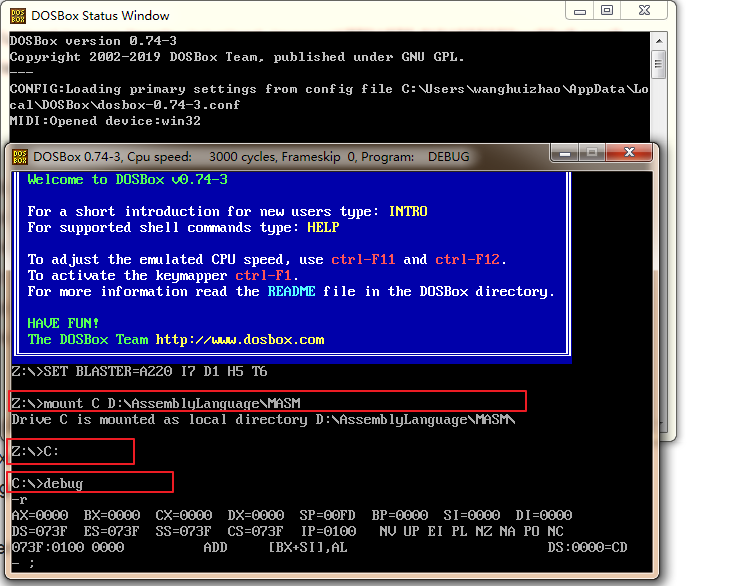 DOSBox Status Window
DOSBox version 0.74-3
Copyright 2002-2019 DOSBox Team, published under GNU GPL.
---
CONFIG:Loading primary settings from config file C:\Users\wanghuizhao\AppData\Lo
cal\DOSBox\dosbox-0.74-3.conf
MIDI:Opened device:win32
DOSBox 0.74-3, Cpu speed: 3000 cycles, Frameskip 0, Program: DEBUG
Welcome to DOSBox v0.74-3
For a short introduction for new users type: INTRO
For supported shell commands type: HELP
To adjust the emulated CPU speed, use ctrl-F11 and ctrl-F12.
To activate the keymapper ctrl-F1.
For more information read the README file in the DOSBox directory.
HAVE FUN!
The DOSBox Team http://www.dosbox.com
Z:\>SET BLASTER=A220 I7 D1 H5 T6
Z:\>mount C D:\AssemblyLanguage\MASM
Drive C is mounted as local directory D:\AssemblyLanguage\MASM\
Z:\>C:
C:\>debug
-r
AX=0000 BX=0000 CX=0000 DX=0000 SP=00FD BP=0000 SI=0000 DI=0000
DS=073F ES=073F SS=073F CS=073F IP=0100 NV UP EI PL NZ NA PO NC
073F:0100 0000 ADD [BX+SI],AL DS:0000=CD
- ;